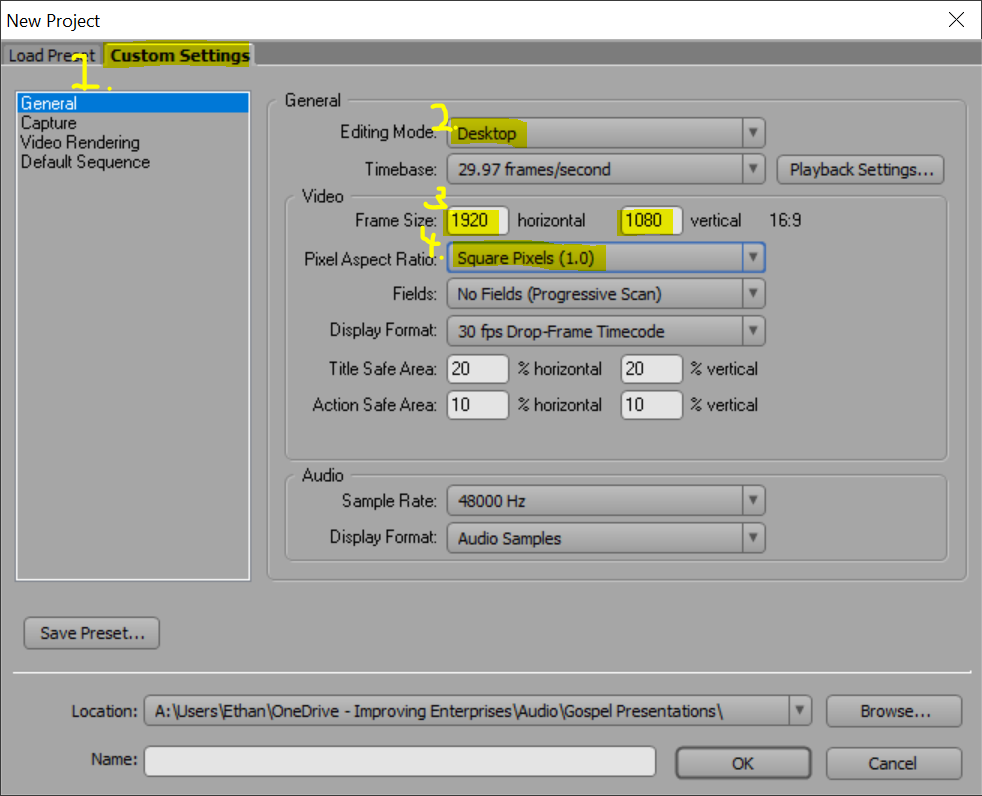 New Project
Load Preset Custom Settings
1.
General
Capture
Video Rendering
Default Sequence
General
2.
Editing Mode: Desktop
Timebase: 29.97 frames/second Playback Settings...
Video
3
Frame Size: 1920 horizontal 1080 vertical 16:9
4.
Pixel Aspect Ratio: Square Pixels (1.0)
Fields: No Fields (Progressive Scan)
Display Format: 30 fps Drop-Frame Timecode
Title Safe Area: 20 % horizontal 20 % vertical
Action Safe Area: 10 % horizontal 10 % vertical
Audio
Sample Rate: 48000 Hz
Display Format: Audio Samples
Save Preset...
Location: A:\Users\Ethan\OneDrive - Improving Enterprises\Audio\Gospel Presentations\ Browse...
Name: OK Cancel